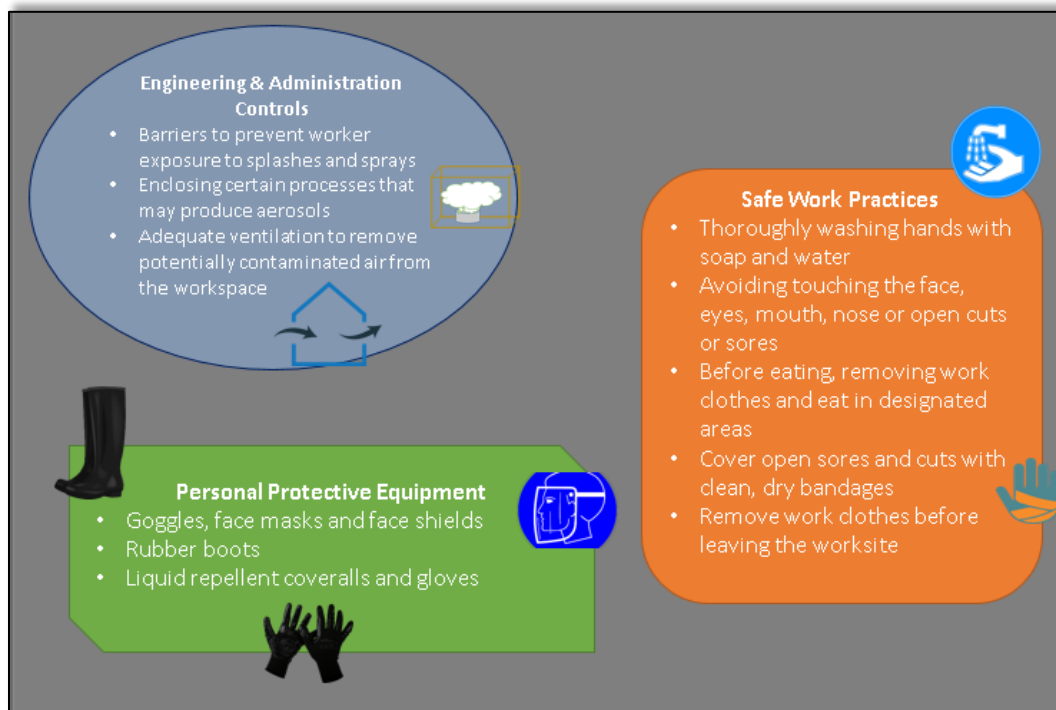 Engineering & Administration
Controls
• Barriers to prevent worker
exposure to splashes and sprays
• Enclosing certain processes that
may produce aerosols
• Adequate ventilation to remove
potentially contaminated air from
the workspace
Personal Protective Equipment
• Goggles, face masks and face shields
• Rubber boots
• Liquid repellent coveralls and gloves
Safe Work Practices
• Thoroughly washing hands with
soap and water
• Avoiding touching the face,
eyes, mouth, nose or open cuts
or sores
• Before eating, removing work
clothes and eat in designated
areas
• Cover open sores and cuts with
clean, dry bandages
• Remove work clothes before
leaving the worksite